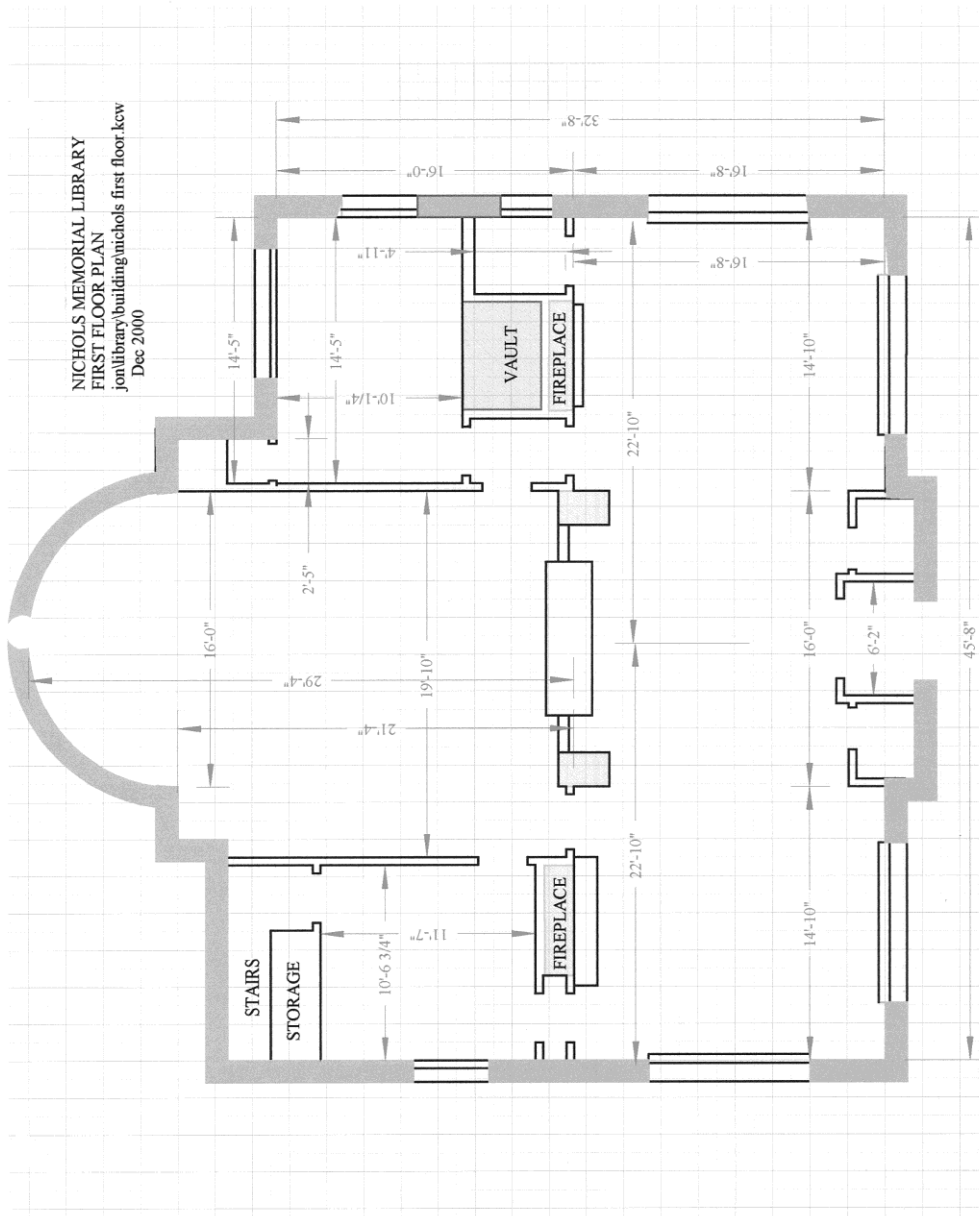 NICHOLS MEMORIAL LIBRARY
FIRST FLOOR PLAN
jon\library\building\nichols first floor.kcw
Dec 2000
32'-8"
16'-0"
16'-8"
14'-5"
14'-5"
4'-11"
16'-8"
10'-1/4"
VAULT
FIREPLACE
14'-10"
22'-10"
2'-5"
16'-0"
29'-4"
19'-10"
21'-4"
16'-0"
6'-2"
45'-8"
22'-10"
14'-10"
FIREPLACE
11'-7"
10'-6 3/4"
STAIRS
STORAGE